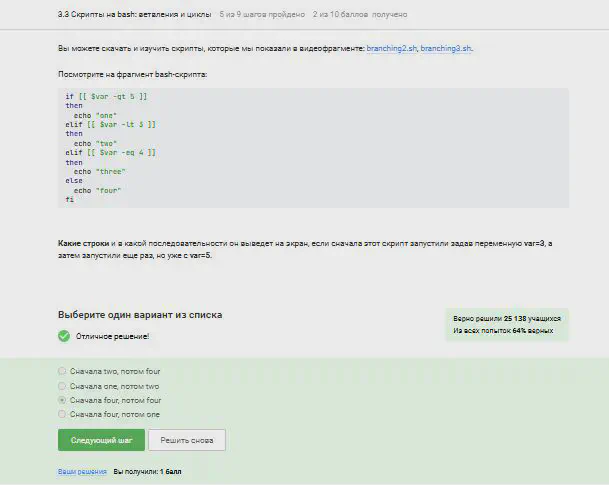 3.3 Скрипты на bash: ветвления и циклы 5 из 9 шагов пройдено 2 из 10 баллов получено
Вы можете скачать и изучить скрипты, которые мы показали в видеофрагменте: branching2.sh, branching3.sh.
Посмотрите на фрагмент bash-скрипта:
if [[ $var -gt 5 ]]
then
echo "one"
elif [[ $var -lt 3 ]]
then
echo "two"
elif [[ $var -eq 4 ]]
then
echo "three"
else
echo "four"
fi
Какие строки и в какой последовательности он выведет на экран, если сначала этот скрипт запустили задав переменную var=3, а
затем запустили еще раз, но уже с var=5.
Выберите один вариант из списка
Верно решили 25 138 учащихся
Из всех попыток 64% верных
Отличное решение!
Сначала two, потом four
Сначала one, потом two
Сначала four, потом four
Сначала four, потом one
Следующий шаг Решить снова
Ваши решения Вы получили: 1 балл